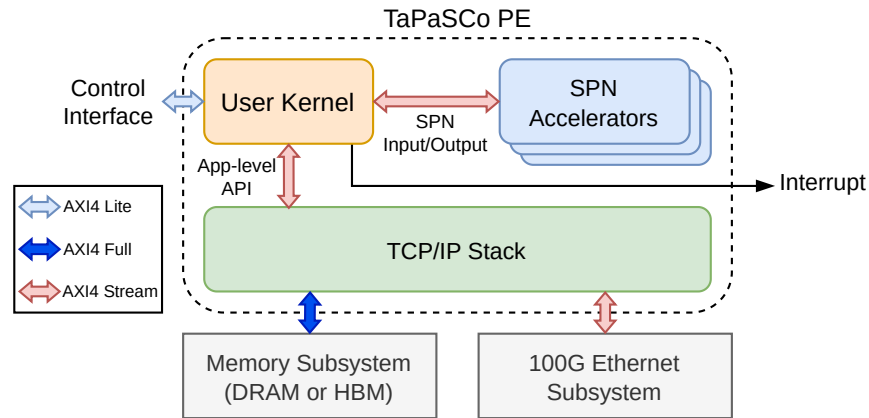 TaPaSCo PE
Control
Interface
User Kernel
SPN
Input/Output
SPN
Accelerators
App-level
API
Interrupt
AXI4 Lite
AXI4 Full
AXI4 Stream
TCP/IP Stack
Memory Subsystem
(DRAM or HBM)
100G Ethernet
Subsystem